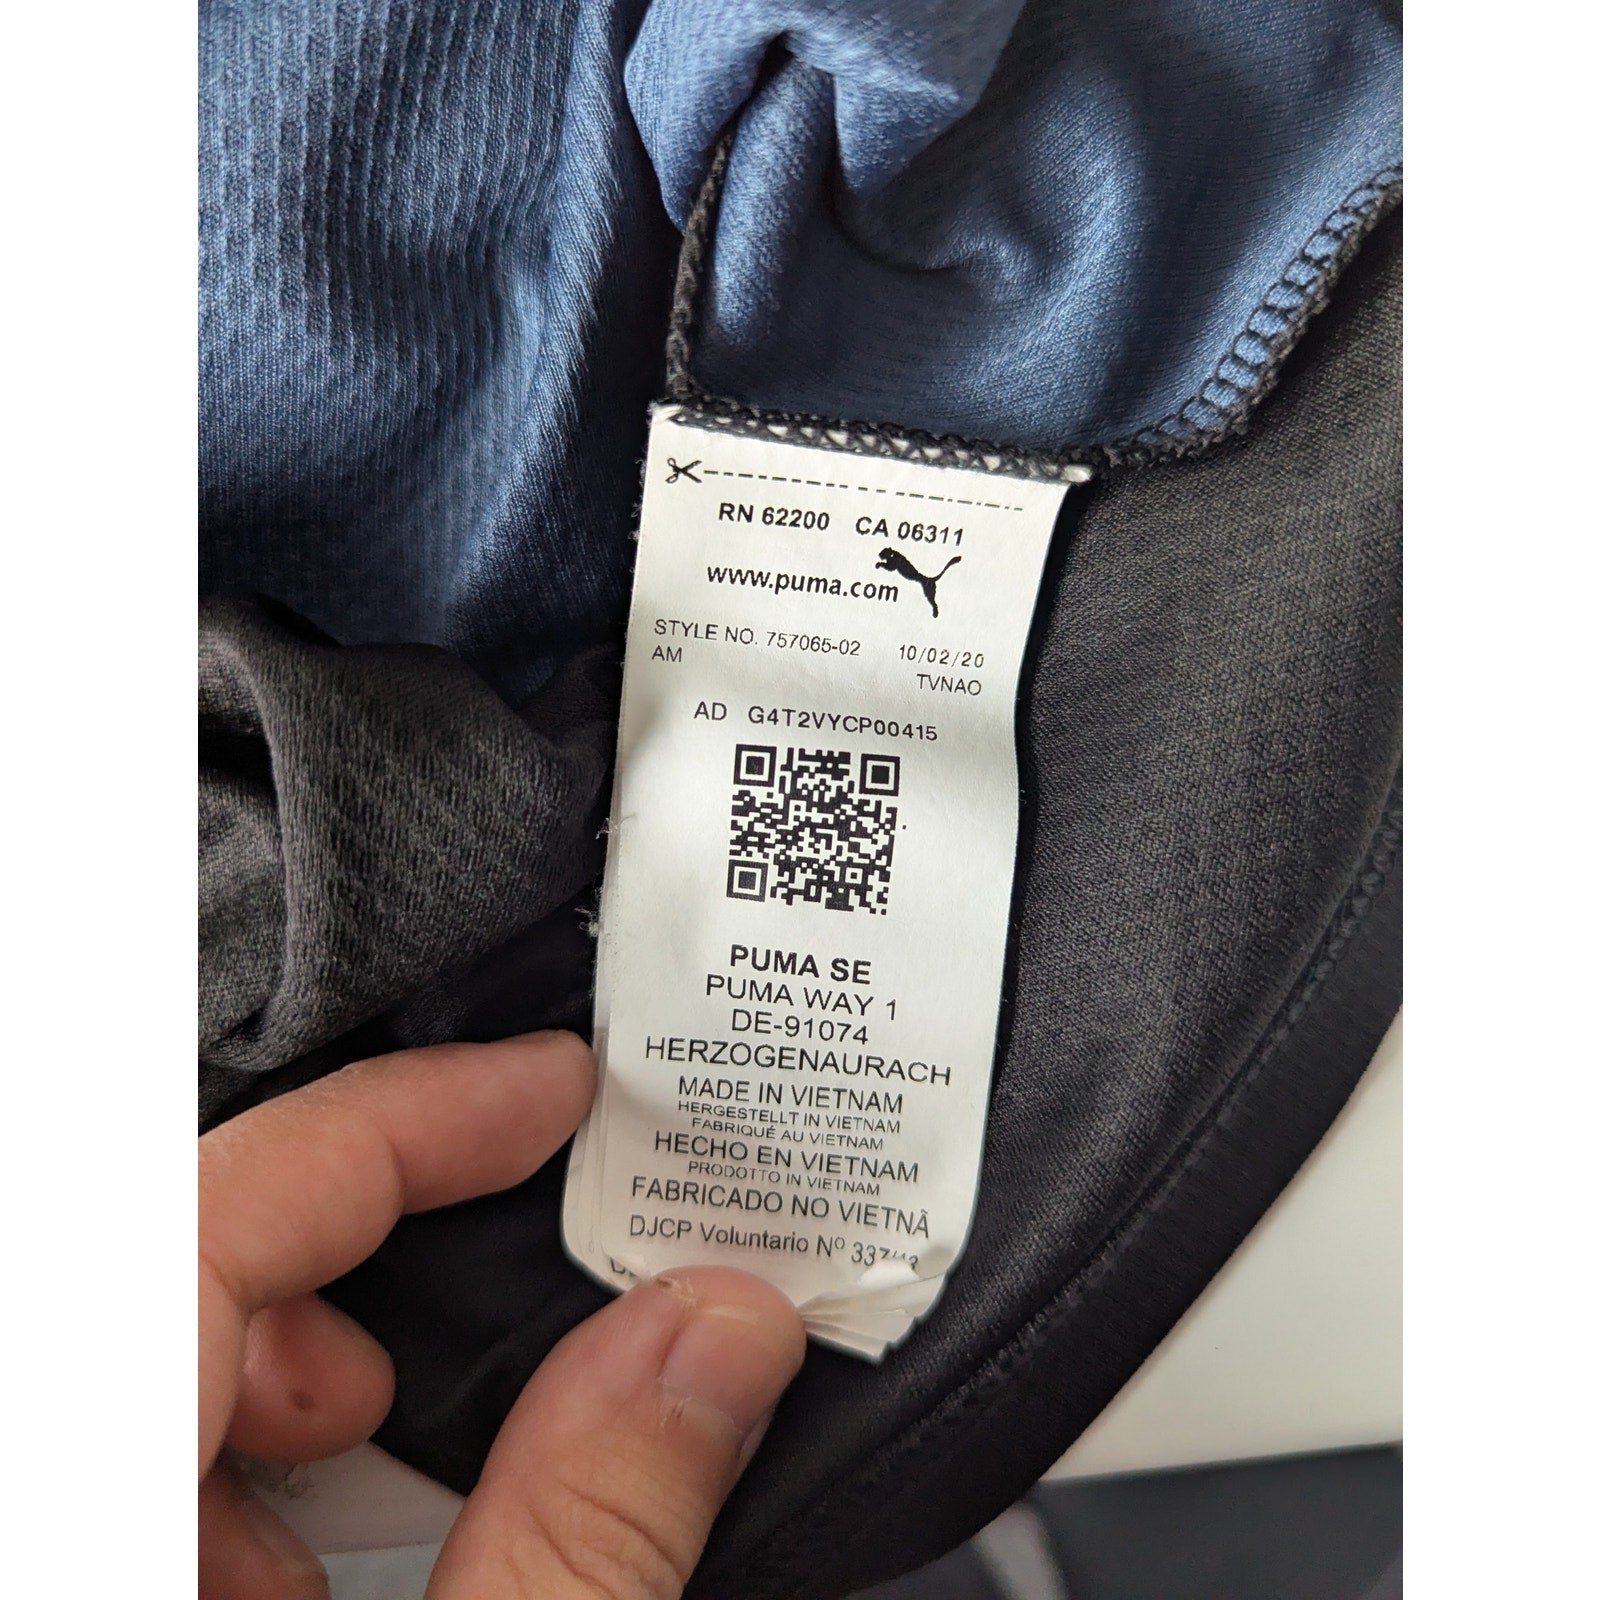 RN 62200 CA 06311
www.puma.com
STYLE NO. 757065-02 10/02/20
AM TVNAO
AD G4T2VYCP00415
PUMA SE
PUMA WAY 1
DE-91074
HERZOGENAURACH
MADE IN VIETNAM
HERGESTELLT IN VIETNAM
FABRIQUÉ AU VIETNAM
HECHO EN VIETNAM
PRODOTTO IN VIETNAM
FABRICADO NO VIETNÃ
DJCP Voluntario Nº